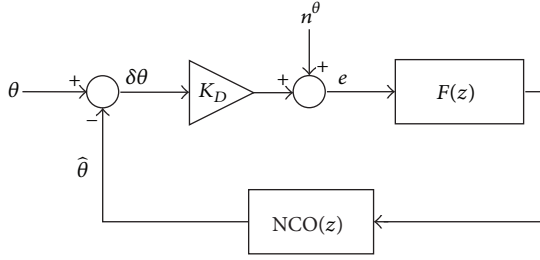 n^θ
θ
+
δθ
K_D
+
+
e
F(z)
−
θ̂
NCO(z)